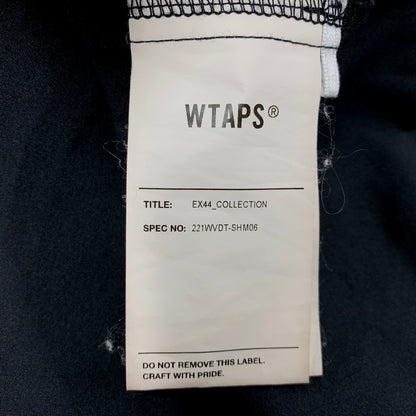 WTAPS®
TITLE: EX44_COLLECTION
SPEC NO: 221WVDT-SHM06
DO NOT REMOVE THIS LABEL.
CRAFT WITH PRIDE.